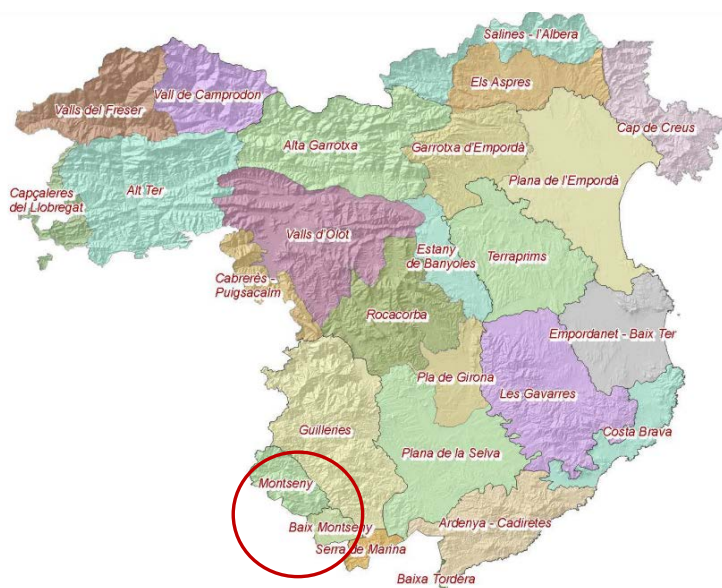 Salines - l'Albera
Els Aspres
Vall de Camprodon
Valls del Freser
Cap de Creus
Alta Garrotxa
Garrotxa d'Empordà
Plana de l'Empordà
Alt Ter
Capçaleres
del Llobregat
Valls d'Olot
Estany
de Banyoles
Terraprims
Cabrerès -
Puigsacalm
Rocacorba
Empordanet - Baix Ter
Pla de Girona
Les Gavarres
Guilleries
Costa Brava
Plana de la Selva
Montseny
Baix Montseny
Ardenya - Cadiretes
Serra de Marina
Baixa Tordera